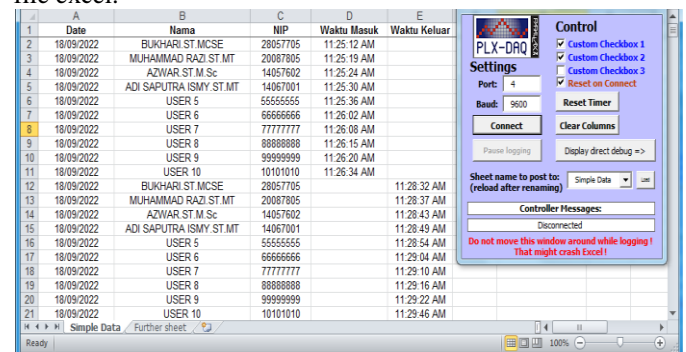 file excel.
A B C D E
1 Date Nama NIP Waktu Masuk Waktu Keluar
2 18/09/2022 BUKHARI.ST.MCSE 28057705 11:25:12 AM
3 18/09/2022 MUHAMMAD RAZI.ST.MT 20087805 11:25:19 AM
4 18/09/2022 AZWAR.ST.M.Sc 14057602 11:25:24 AM
5 18/09/2022 ADI SAPUTRA ISMY.ST.MT 14067001 11:25:30 AM
6 18/09/2022 USER 5 55555555 11:25:36 AM
7 18/09/2022 USER 6 66666666 11:26:02 AM
8 18/09/2022 USER 7 77777777 11:26:08 AM
9 18/09/2022 USER 8 88888888 11:26:15 AM
10 18/09/2022 USER 9 99999999 11:26:20 AM
11 18/09/2022 USER 10 10101010 11:26:34 AM
12 18/09/2022 BUKHARI.ST.MCSE 28057705 11:28:32 AM
13 18/09/2022 MUHAMMAD RAZI.ST.MT 20087805 11:28:37 AM
14 18/09/2022 AZWAR.ST.M.Sc 14057602 11:28:43 AM
15 18/09/2022 ADI SAPUTRA ISMY.ST.MT 14067001 11:28:49 AM
16 18/09/2022 USER 5 55555555 11:28:54 AM
17 18/09/2022 USER 6 66666666 11:29:04 AM
18 18/09/2022 USER 7 77777777 11:29:10 AM
19 18/09/2022 USER 8 88888888 11:29:16 AM
20 18/09/2022 USER 9 99999999 11:29:22 AM
21 18/09/2022 USER 10 10101010 11:29:46 AM
Simple Data Further sheet
Ready 100%
PLX-DAQ
PARALLAX
Settings
Port: 4
Baud: 9600
Connect
Pause logging
Control
Custom Checkbox 1
Custom Checkbox 2
Custom Checkbox 3
Reset on Connect
Reset Timer
Clear Columns
Display direct debug =>
Sheet name to post to:
(reload after renaming)
Simple Data
Controller Messages:
Disconnected
Do not move this window around while logging !
That might crash Excel !